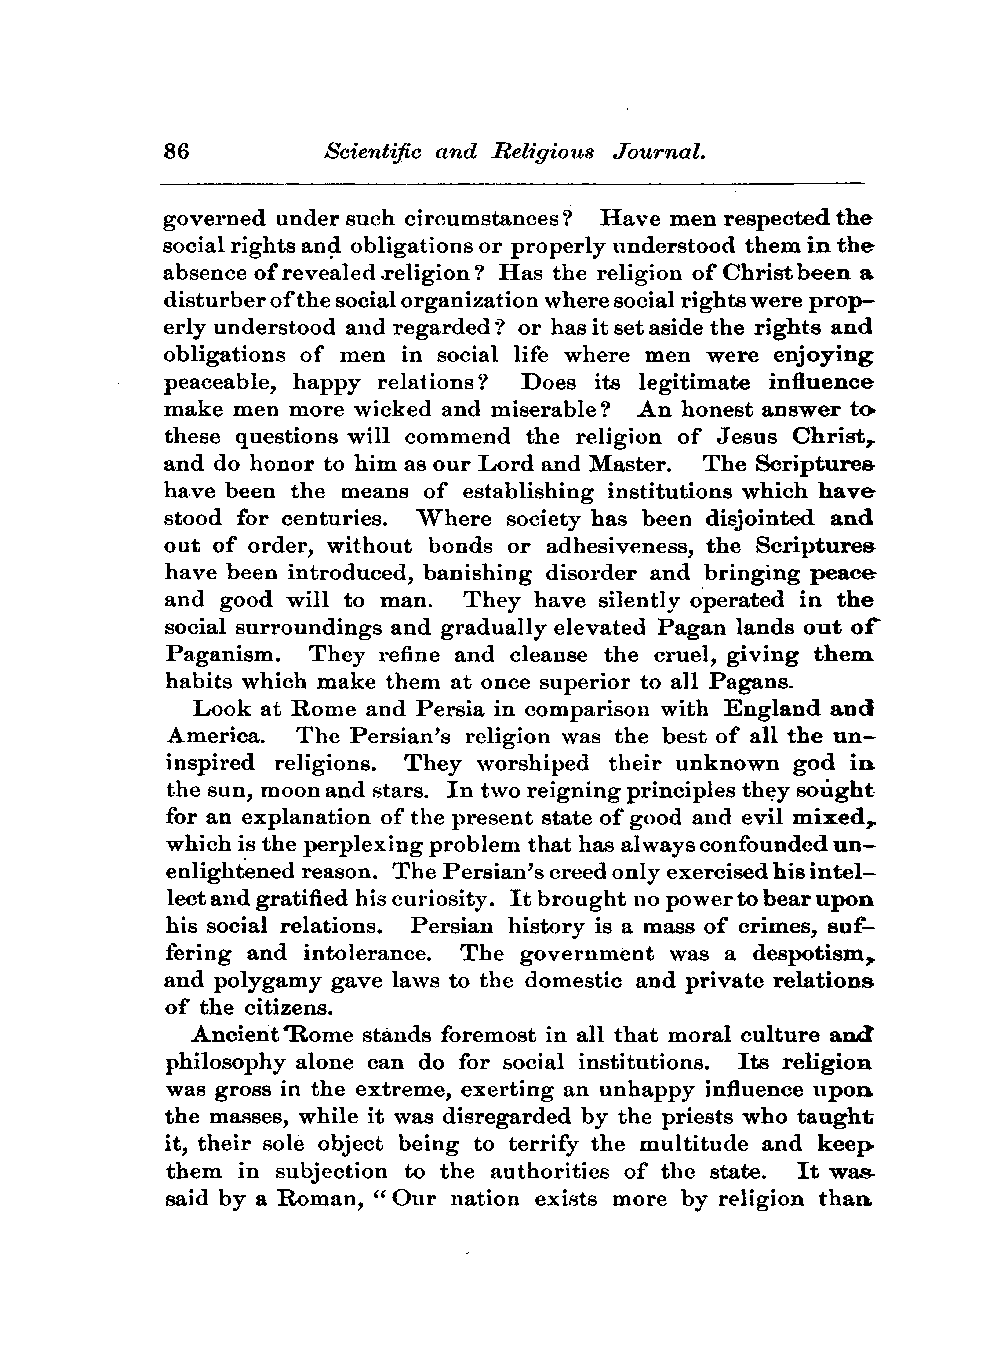 86 Scientific and Religious Journal.
governed under such circumstances? Have men respected the
social rights and obligations or properly understood them in the
absence of revealed religion? Has the religion of Christ been a
disturber of the social organization where social rights were prop-
erly understood and regarded? or has it set aside the rights and
obligations of men in social life where men were enjoying
peaceable, happy relations? Does its legitimate influence
make men more wicked and miserable? An honest answer to
these questions will commend the religion of Jesus Christ,
and do honor to him as our Lord and Master. The Scriptures
have been the means of establishing institutions which have
stood for centuries. Where society has been disjointed and
out of order, without bonds or adhesiveness, the Scriptures
have been introduced, banishing disorder and bringing peace
and good will to man. They have silently operated in the
social surroundings and gradually elevated Pagan lands out of
Paganism. They refine and cleanse the cruel, giving them
habits which make them at once superior to all Pagans.
Look at Rome and Persia in comparison with England and
America. The Persian's religion was the best of all the un-
inspired religions. They worshiped their unknown god in
the sun, moon and stars. In two reigning principles they sought
for an explanation of the present state of good and evil mixed,
which is the perplexing problem that has always confounded un-
enlightened reason. The Persian's creed only exercised his intel-
lect and gratified his curiosity. It brought no power to bear upon
his social relations. Persian history is a mass of crimes, suf-
fering and intolerance. The government was a despotism,
and polygamy gave laws to the domestic and private relations
of the citizens.
Ancient Rome stands foremost in all that moral culture and
philosophy alone can do for social institutions. Its religion
was gross in the extreme, exerting an unhappy influence upon
the masses, while it was disregarded by the priests who taught
it, their sole object being to terrify the multitude and keep
them in subjection to the authorities of the state. It was
said by a Roman, “Our nation exists more by religion than